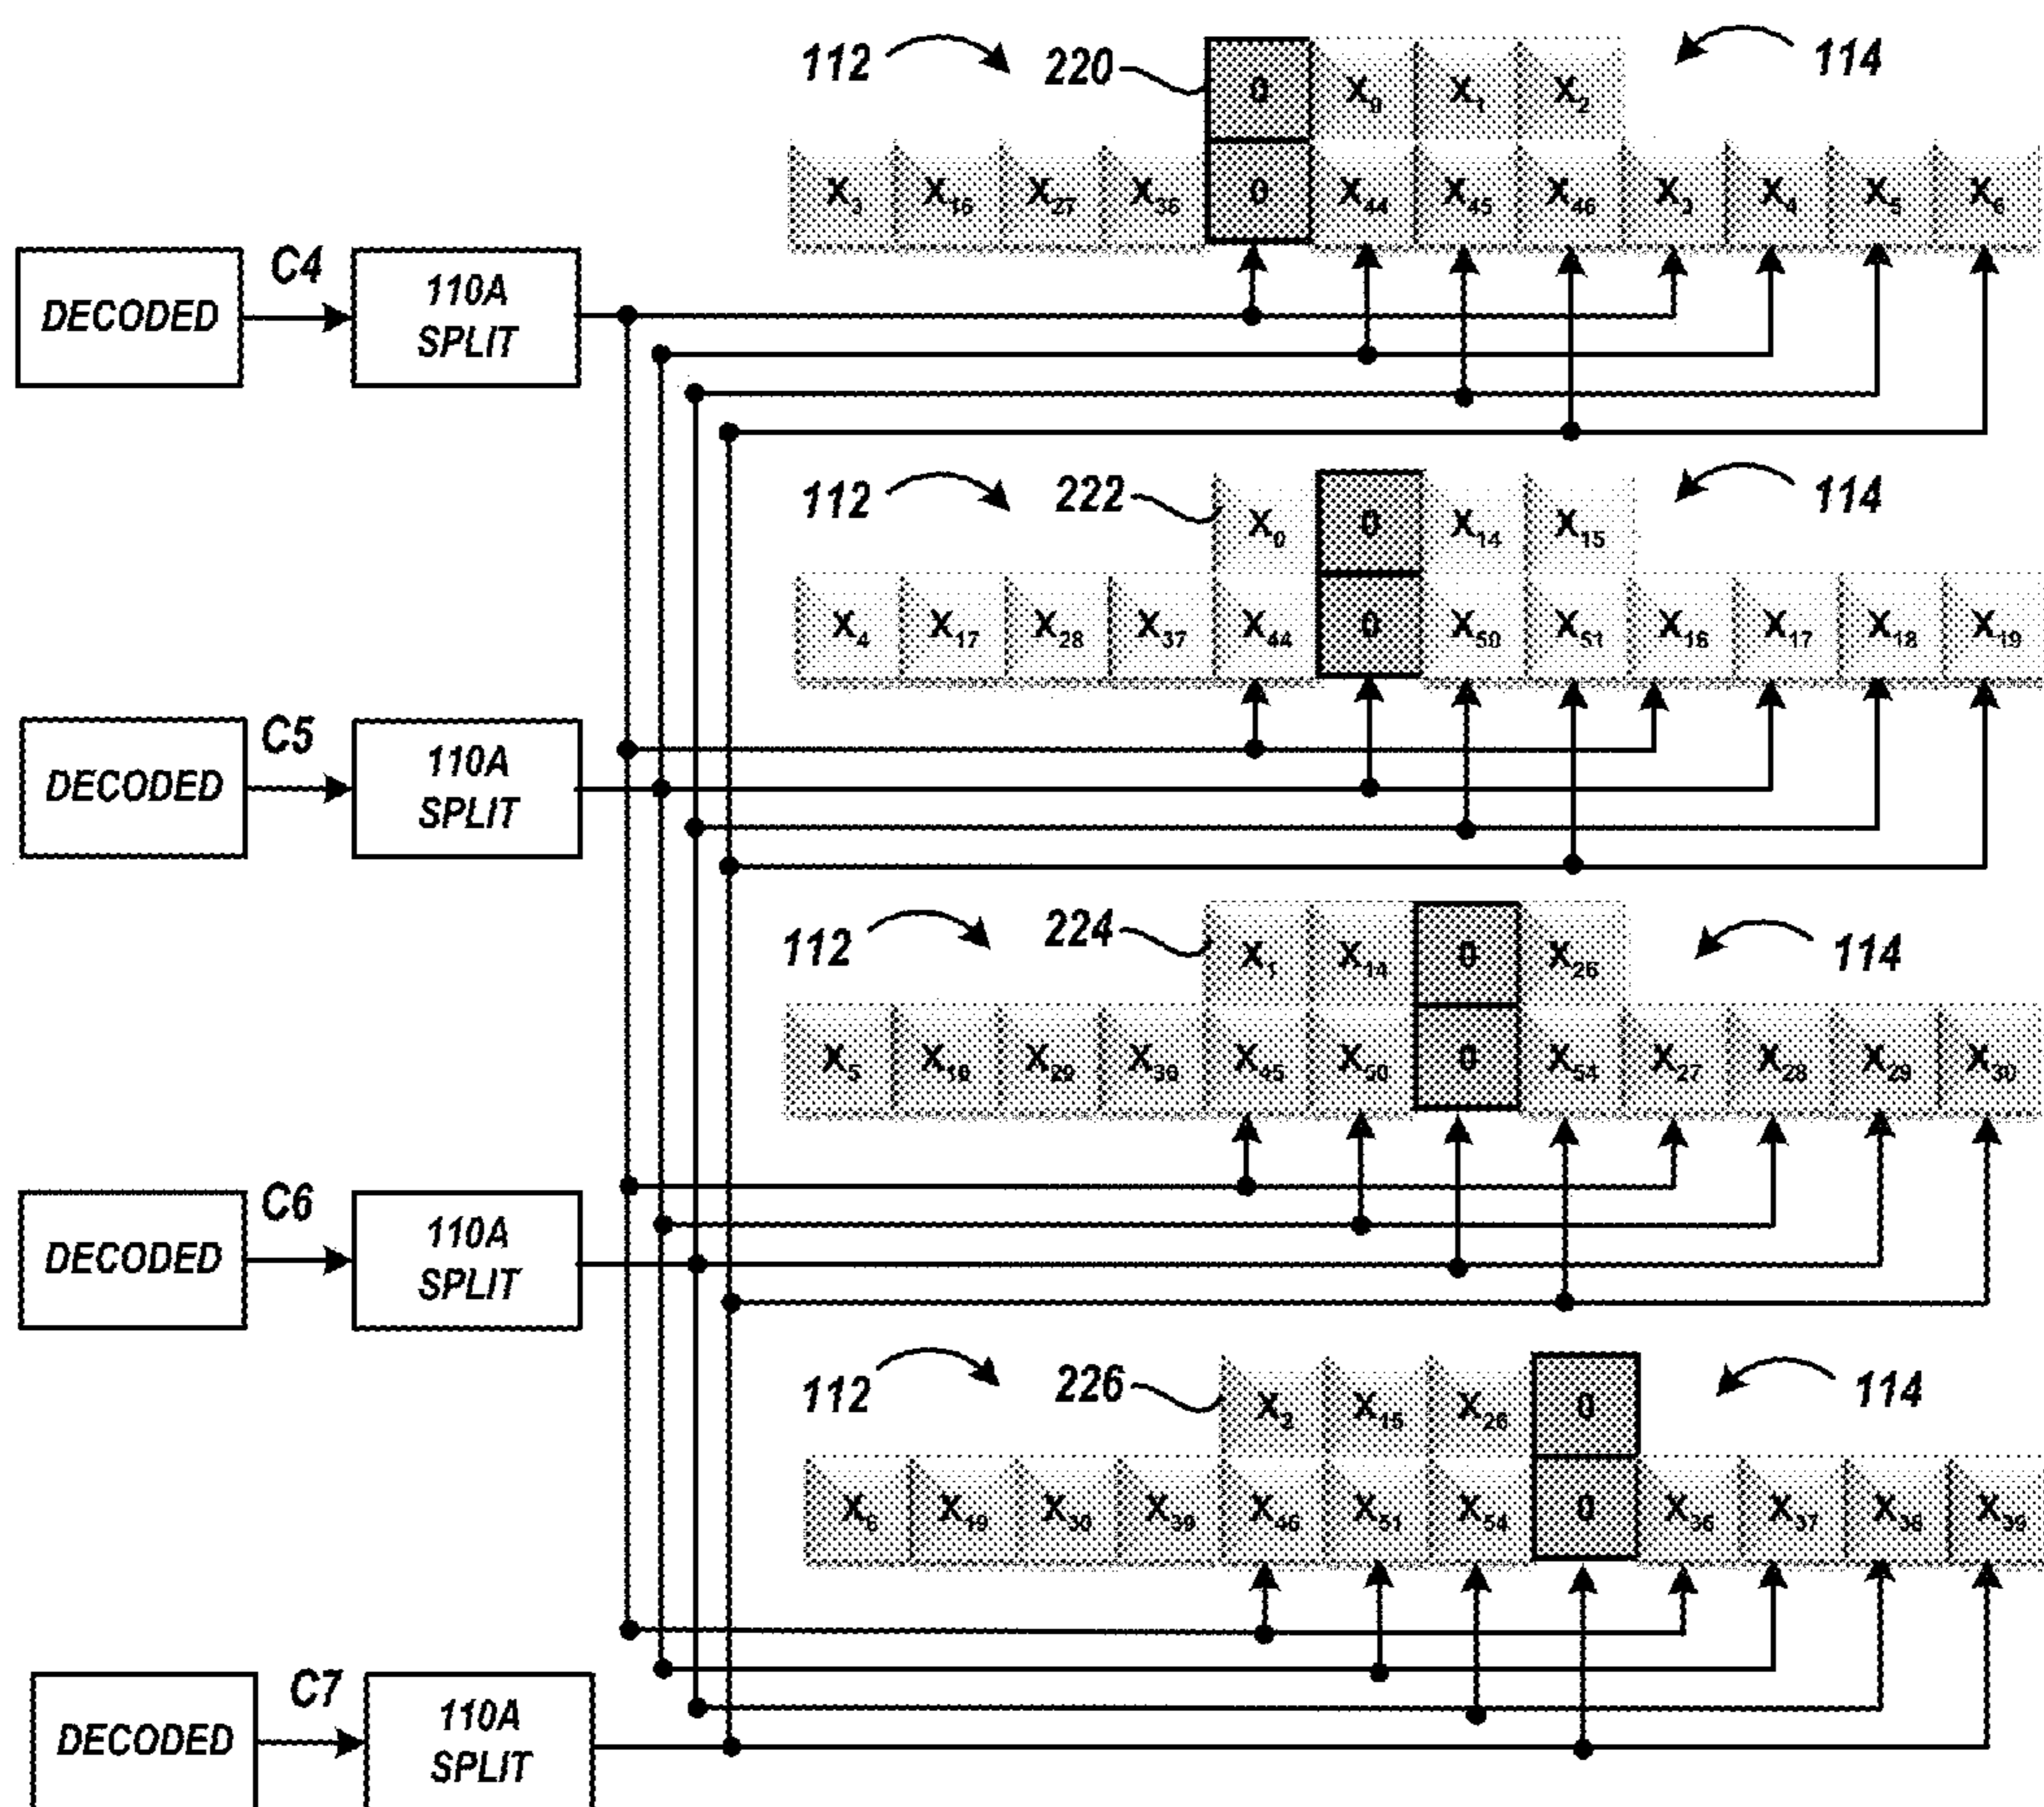 112 220 0 X₀ X₁ X₂ 114
X₃ X₁₆ X₂₇ X₃₆ 0 X₄₄ X₄₅ X₄₆ X₃ X₄ X₅ X₆
DECODED C4 110A
SPLIT
112 222 X₀ 0 X₁₄ X₁₅ 114
X₄ X₁₇ X₂₈ X₃₇ X₄₄ 0 X₅₀ X₅₁ X₁₆ X₁₇ X₁₈ X₁₉
DECODED C5 110A
SPLIT
112 224 X₁ X₁₄ 0 X₂₆ 114
X₅ X₁₈ X₂₉ X₃₈ X₄₅ X₅₀ 0 X₅₄ X₂₇ X₂₈ X₂₉ X₃₀
DECODED C6 110A
SPLIT
112 226 X₂ X₁₅ X₂₆ 0 114
X₆ X₁₉ X₃₀ X₃₉ X₄₆ X₅₁ X₅₄ 0 X₃₆ X₃₇ X₃₈ X₃₉
DECODED C7 110A
SPLIT